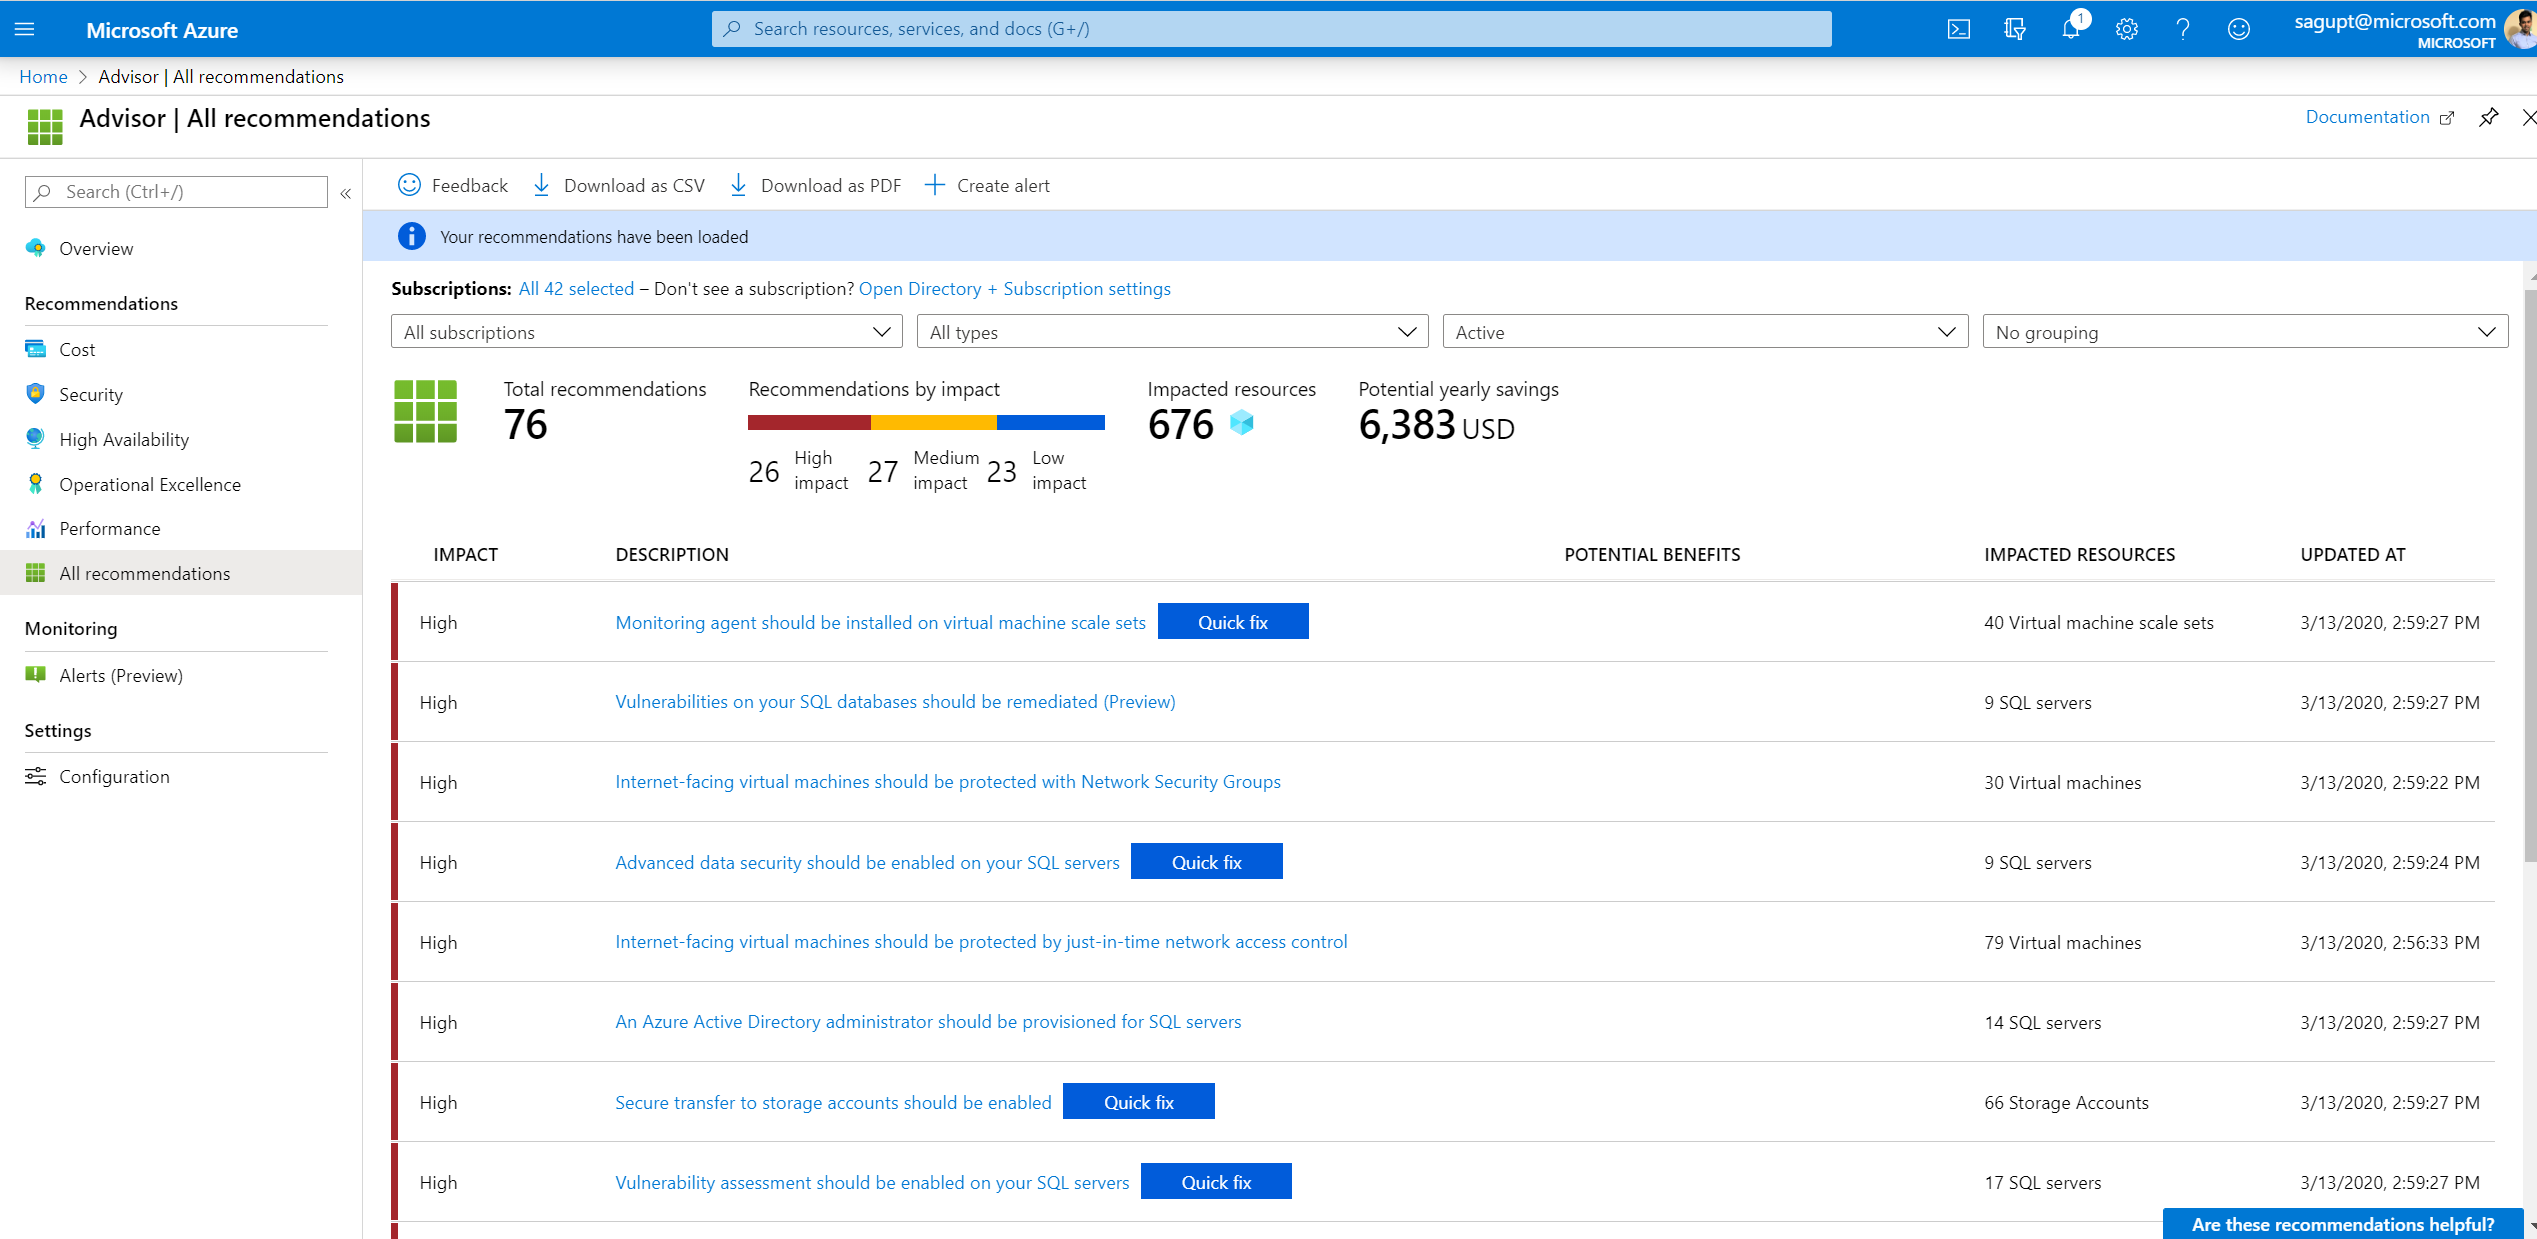 Microsoft Azure
Search resources, services, and docs (G+/)
1
sagupt@microsoft.com
MICROSOFT
Home > Advisor | All recommendations
Advisor | All recommendations
Documentation
Search (Ctrl+/)
«
Feedback
Download as CSV
Download as PDF
Create alert
Your recommendations have been loaded
Overview
Recommendations
Cost
Security
High Availability
Operational Excellence
Performance
All recommendations
Monitoring
Alerts (Preview)
Settings
Configuration
Subscriptions: All 42 selected – Don't see a subscription? Open Directory + Subscription settings
All subscriptions
All types
Active
No grouping
Total recommendations
76
Recommendations by impact
26 High impact
27 Medium impact
23 Low impact
Impacted resources
676
Potential yearly savings
6,383 USD
IMPACT DESCRIPTION POTENTIAL BENEFITS IMPACTED RESOURCES UPDATED AT
High Monitoring agent should be installed on virtual machine scale sets Quick fix 40 Virtual machine scale sets 3/13/2020, 2:59:27 PM
High Vulnerabilities on your SQL databases should be remediated (Preview) 9 SQL servers 3/13/2020, 2:59:27 PM
High Internet-facing virtual machines should be protected with Network Security Groups 30 Virtual machines 3/13/2020, 2:59:22 PM
High Advanced data security should be enabled on your SQL servers Quick fix 9 SQL servers 3/13/2020, 2:59:24 PM
High Internet-facing virtual machines should be protected by just-in-time network access control 79 Virtual machines 3/13/2020, 2:56:33 PM
High An Azure Active Directory administrator should be provisioned for SQL servers 14 SQL servers 3/13/2020, 2:59:27 PM
High Secure transfer to storage accounts should be enabled Quick fix 66 Storage Accounts 3/13/2020, 2:59:27 PM
High Vulnerability assessment should be enabled on your SQL servers Quick fix 17 SQL servers 3/13/2020, 2:59:27 PM
Are these recommendations helpful?